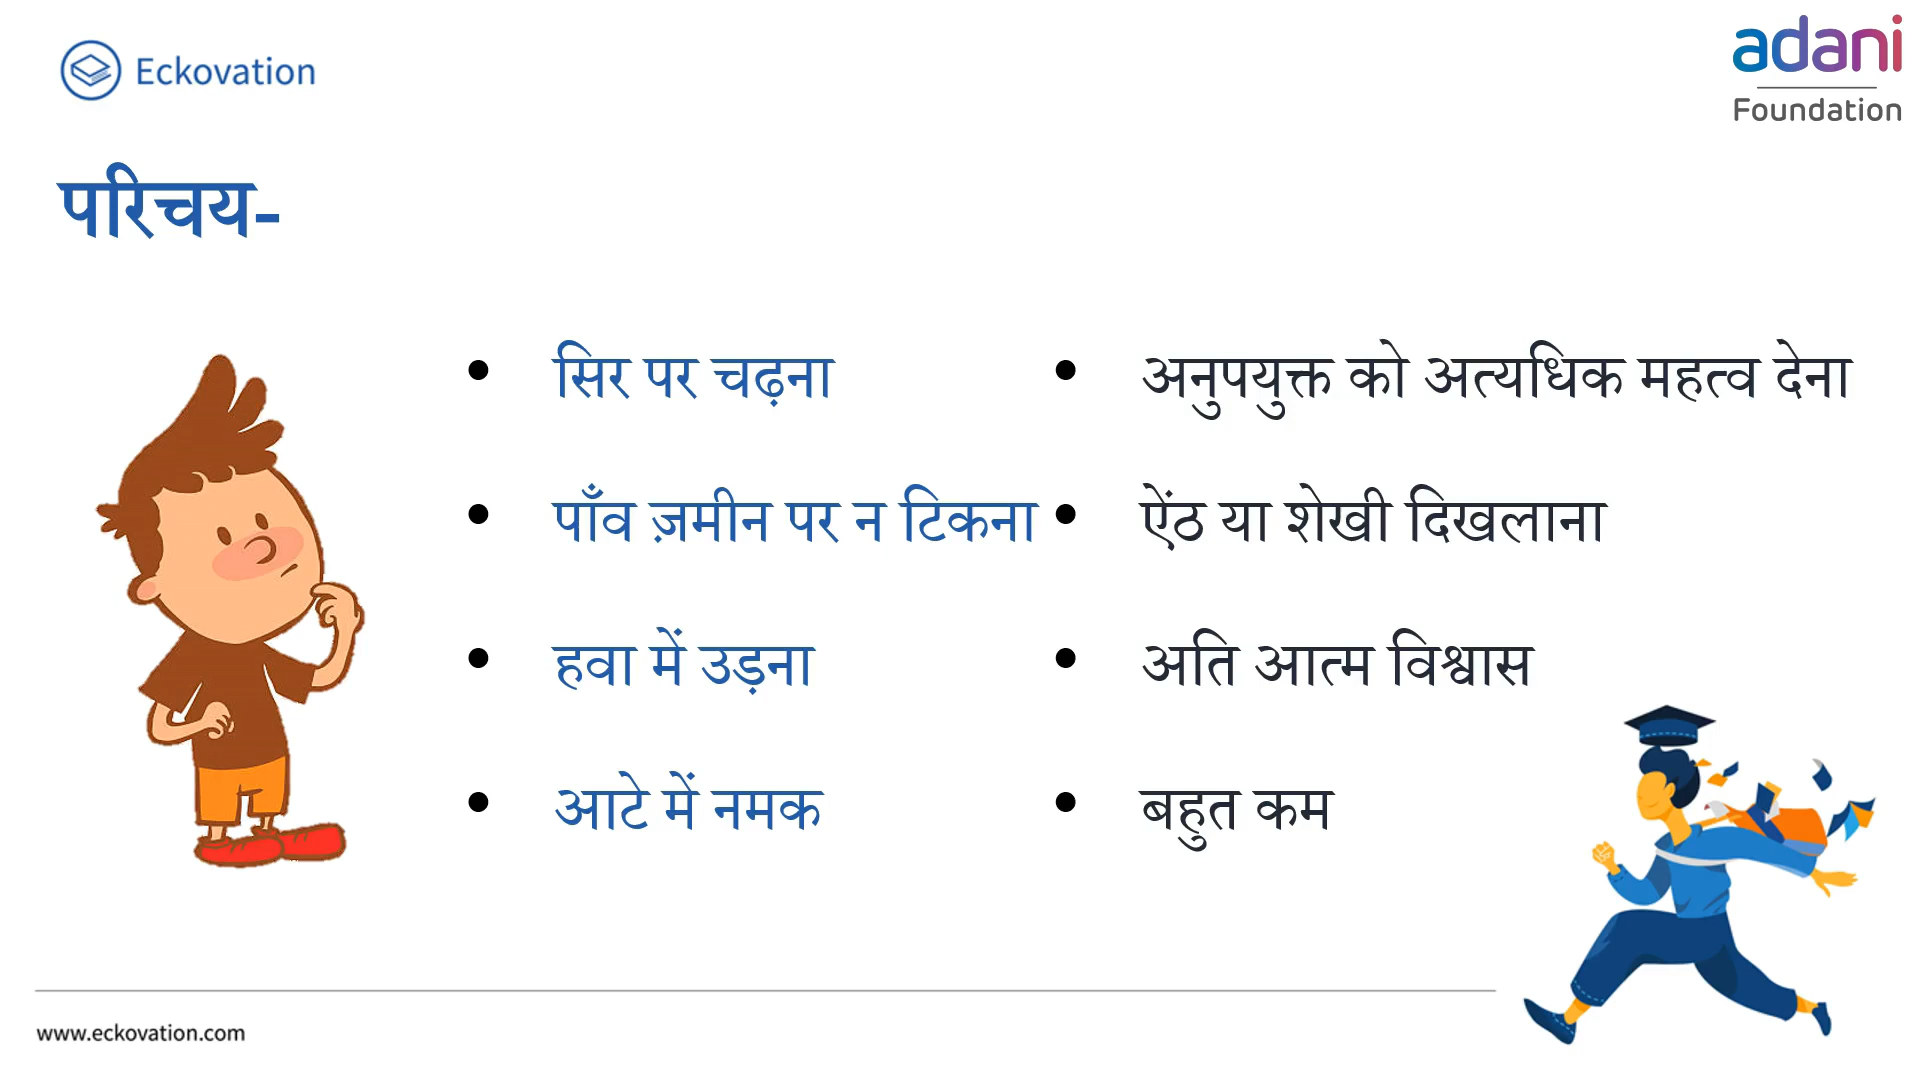 Eckovation
adani
Foundation
परिचय-
• सिर पर चढ़ना
• अनुपयुक्त को अत्यधिक महत्व देना
• पाँव ज़मीन पर न टिकना
• ऐंठ या शेखी दिखलाना
• हवा में उड़ना
• अति आत्म विश्वास
• आटे में नमक
• बहुत कम
www.eckovation.com